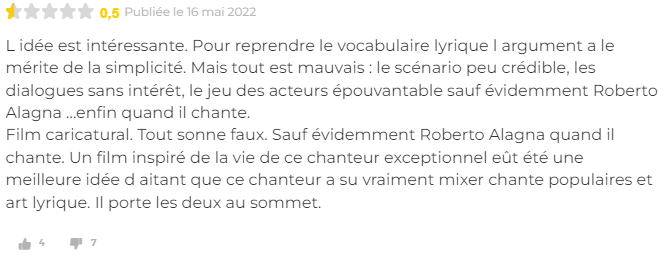 0,5 Publiée le 16 mai 2022
L idée est intéressante. Pour reprendre le vocabulaire lyrique l argument a le
mérite de la simplicité. Mais tout est mauvais : le scénario peu crédible, les
dialogues sans intérêt, le jeu des acteurs épouvantable sauf évidemment Roberto
Alagna ...enfin quand il chante.
Film caricatural. Tout sonne faux. Sauf évidemment Roberto Alagna quand il
chante. Un film inspiré de la vie de ce chanteur exceptionnel eût été une
meilleure idée d aitant que ce chanteur a su vraiment mixer chante populaires et
art lyrique. Il porte les deux au sommet.
4 7